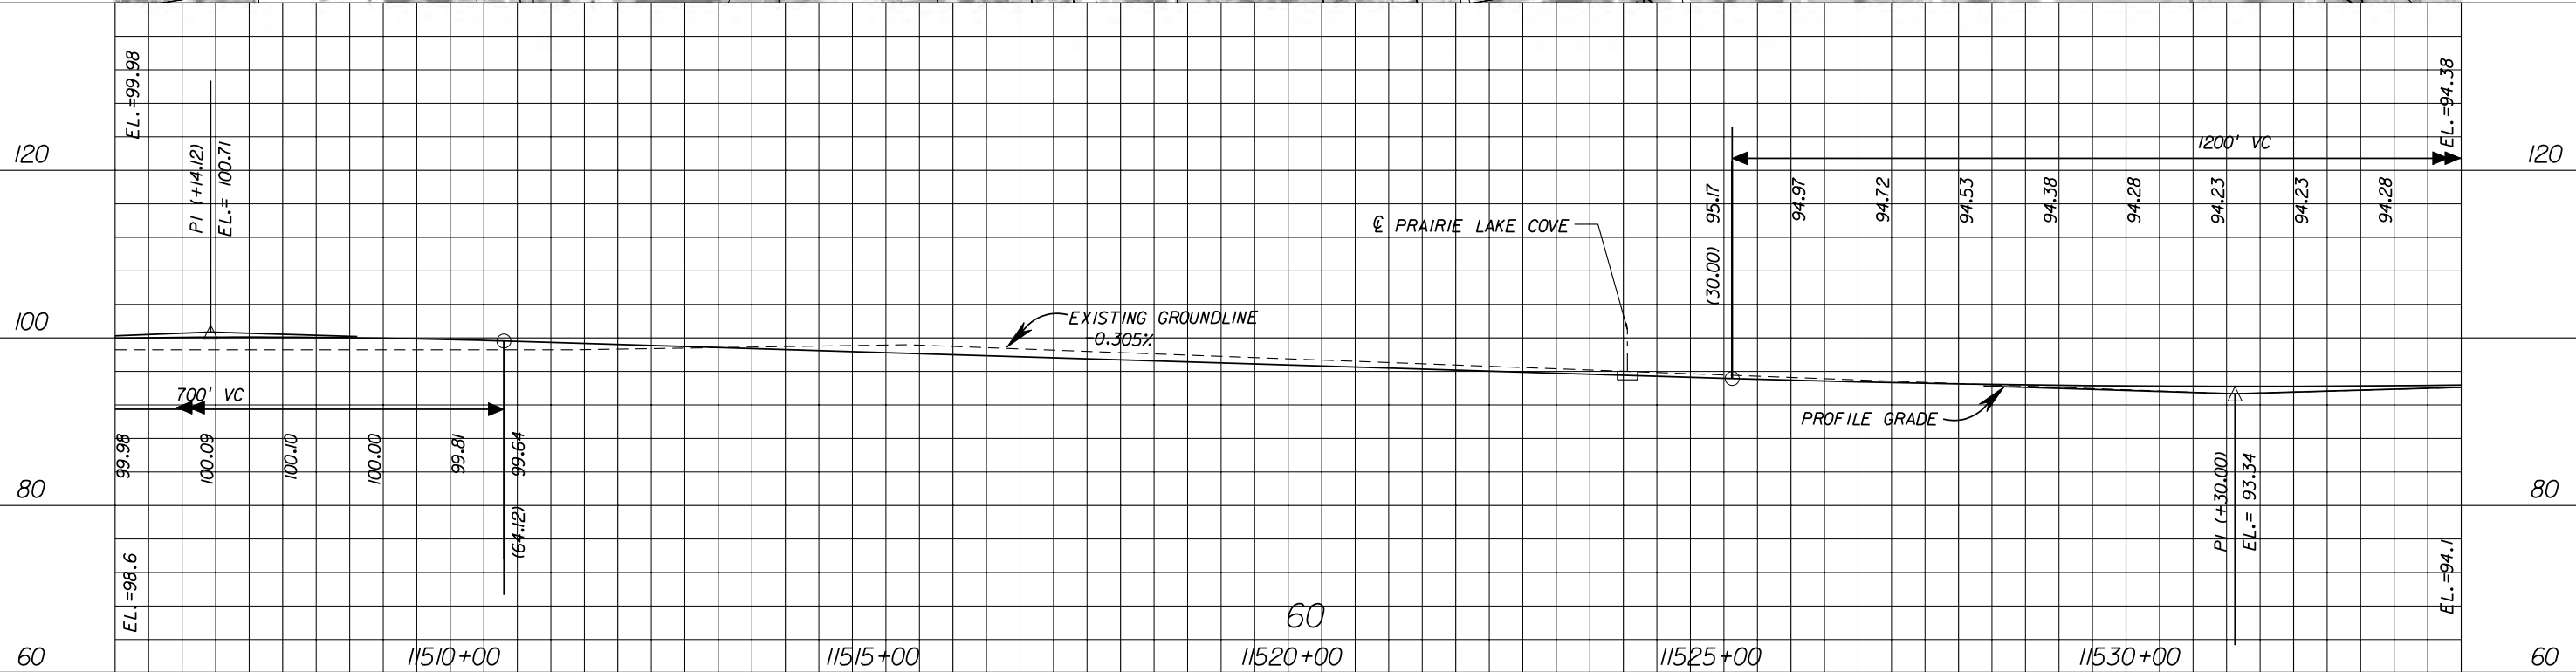 EL.=99.98
EL.=94.38
1200' VC
120
120
PI (+14.12)
EL.= 100.71
95.17
94.97
94.72
94.53
94.38
94.28
94.23
94.23
94.28
℄ PRAIRIE LAKE COVE
(30.00)
100
100
EXISTING GROUNDLINE
-0.305%
700' VC
PROFILE GRADE
99.98
100.09
100.10
100.00
99.81
99.64
(64.12)
80
80
PI (+30.00)
EL.= 93.34
EL.=98.6
EL.=94.1
60
60
11510+00
11515+00
11520+00
11525+00
11530+00
60